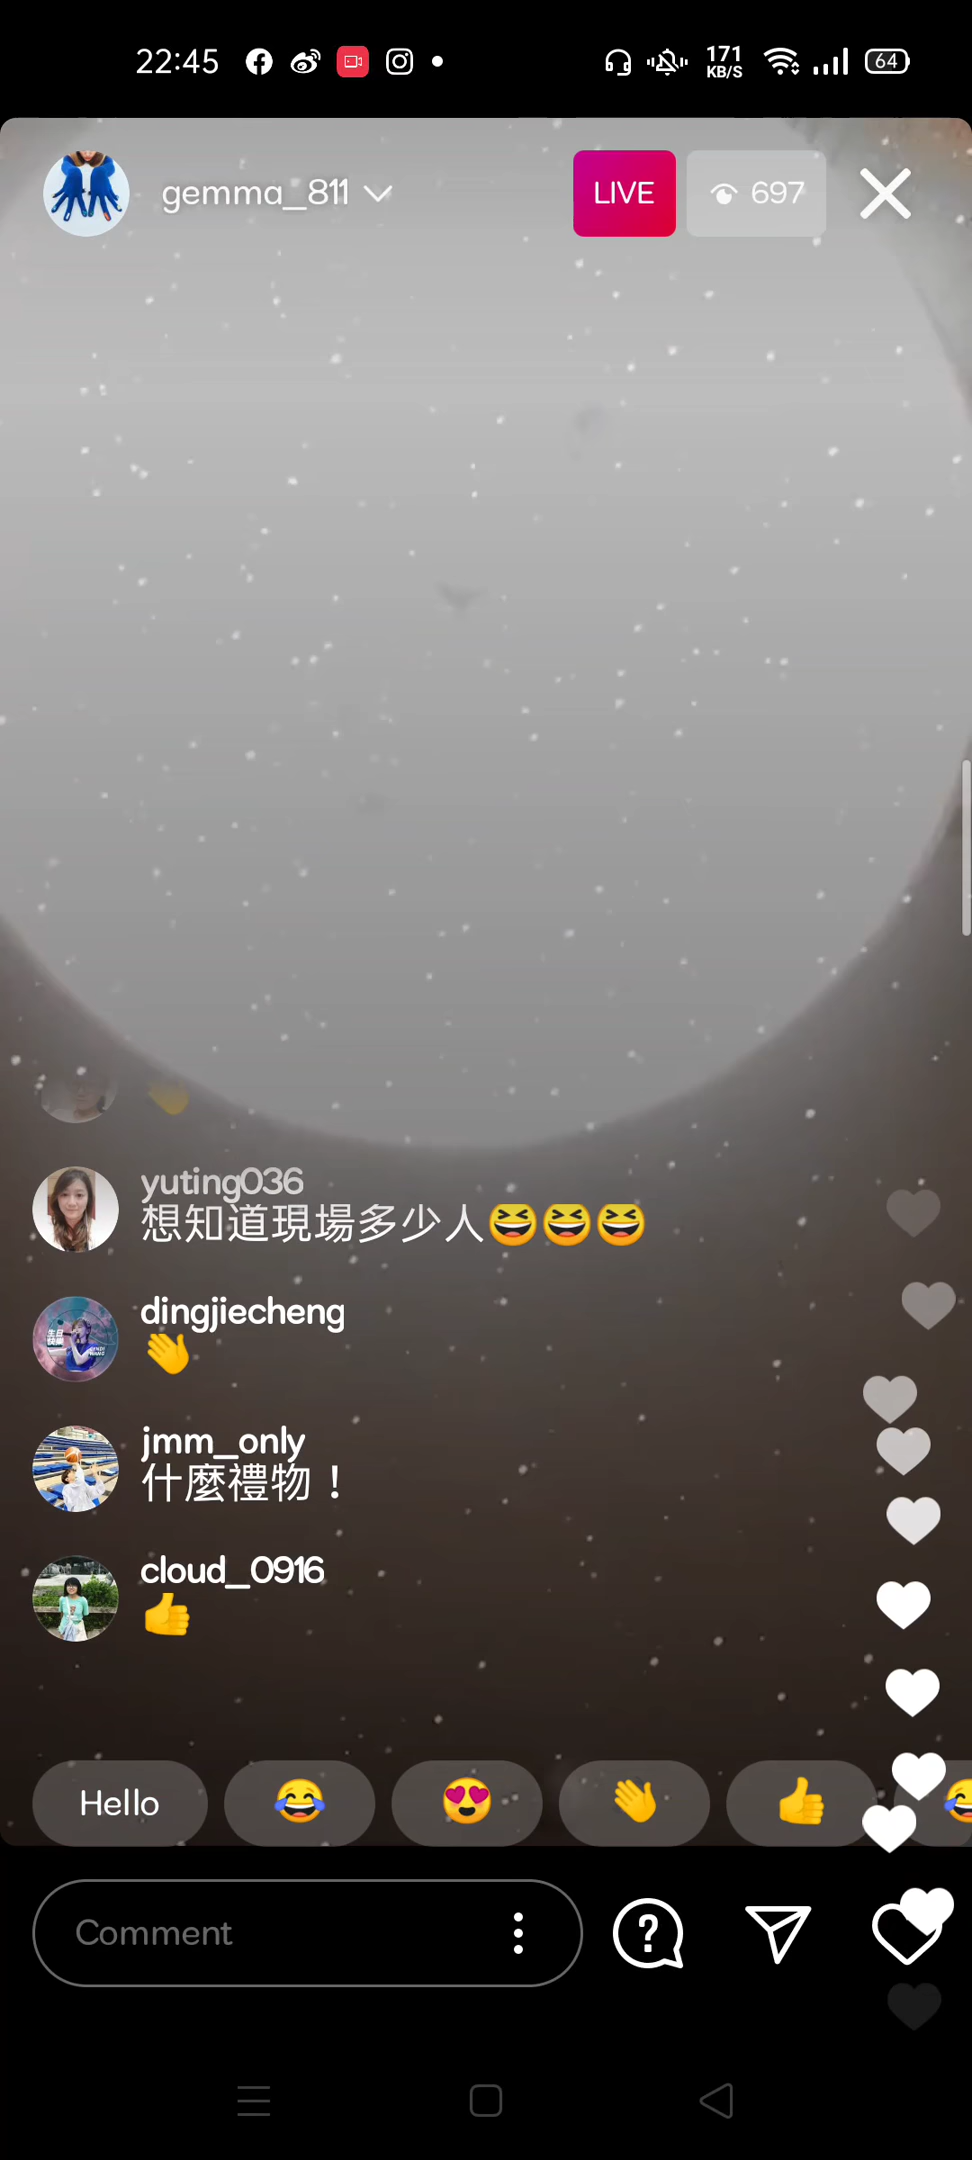 22:45
171
KB/S
64
gemma_811
LIVE
697
yuting036
想知道現場多少人😆😆😆
dingjiecheng
👋
jmm_only
什麼禮物！
cloud_0916
👍
Hello
Comment